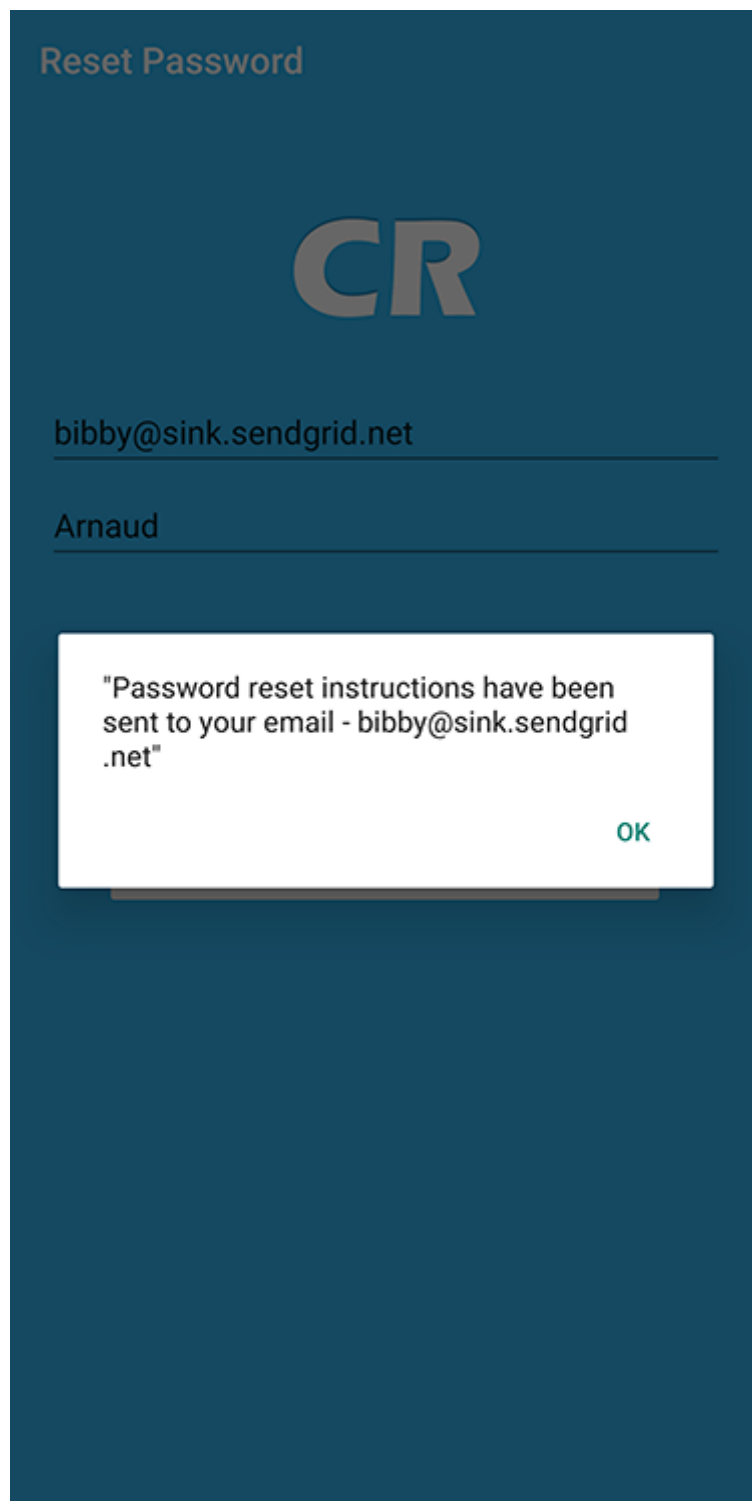 Reset Password
CR
bibby@sink.sendgrid.net
Arnaud
"Password reset instructions have been
sent to your email - bibby@sink.sendgrid
.net"
OK